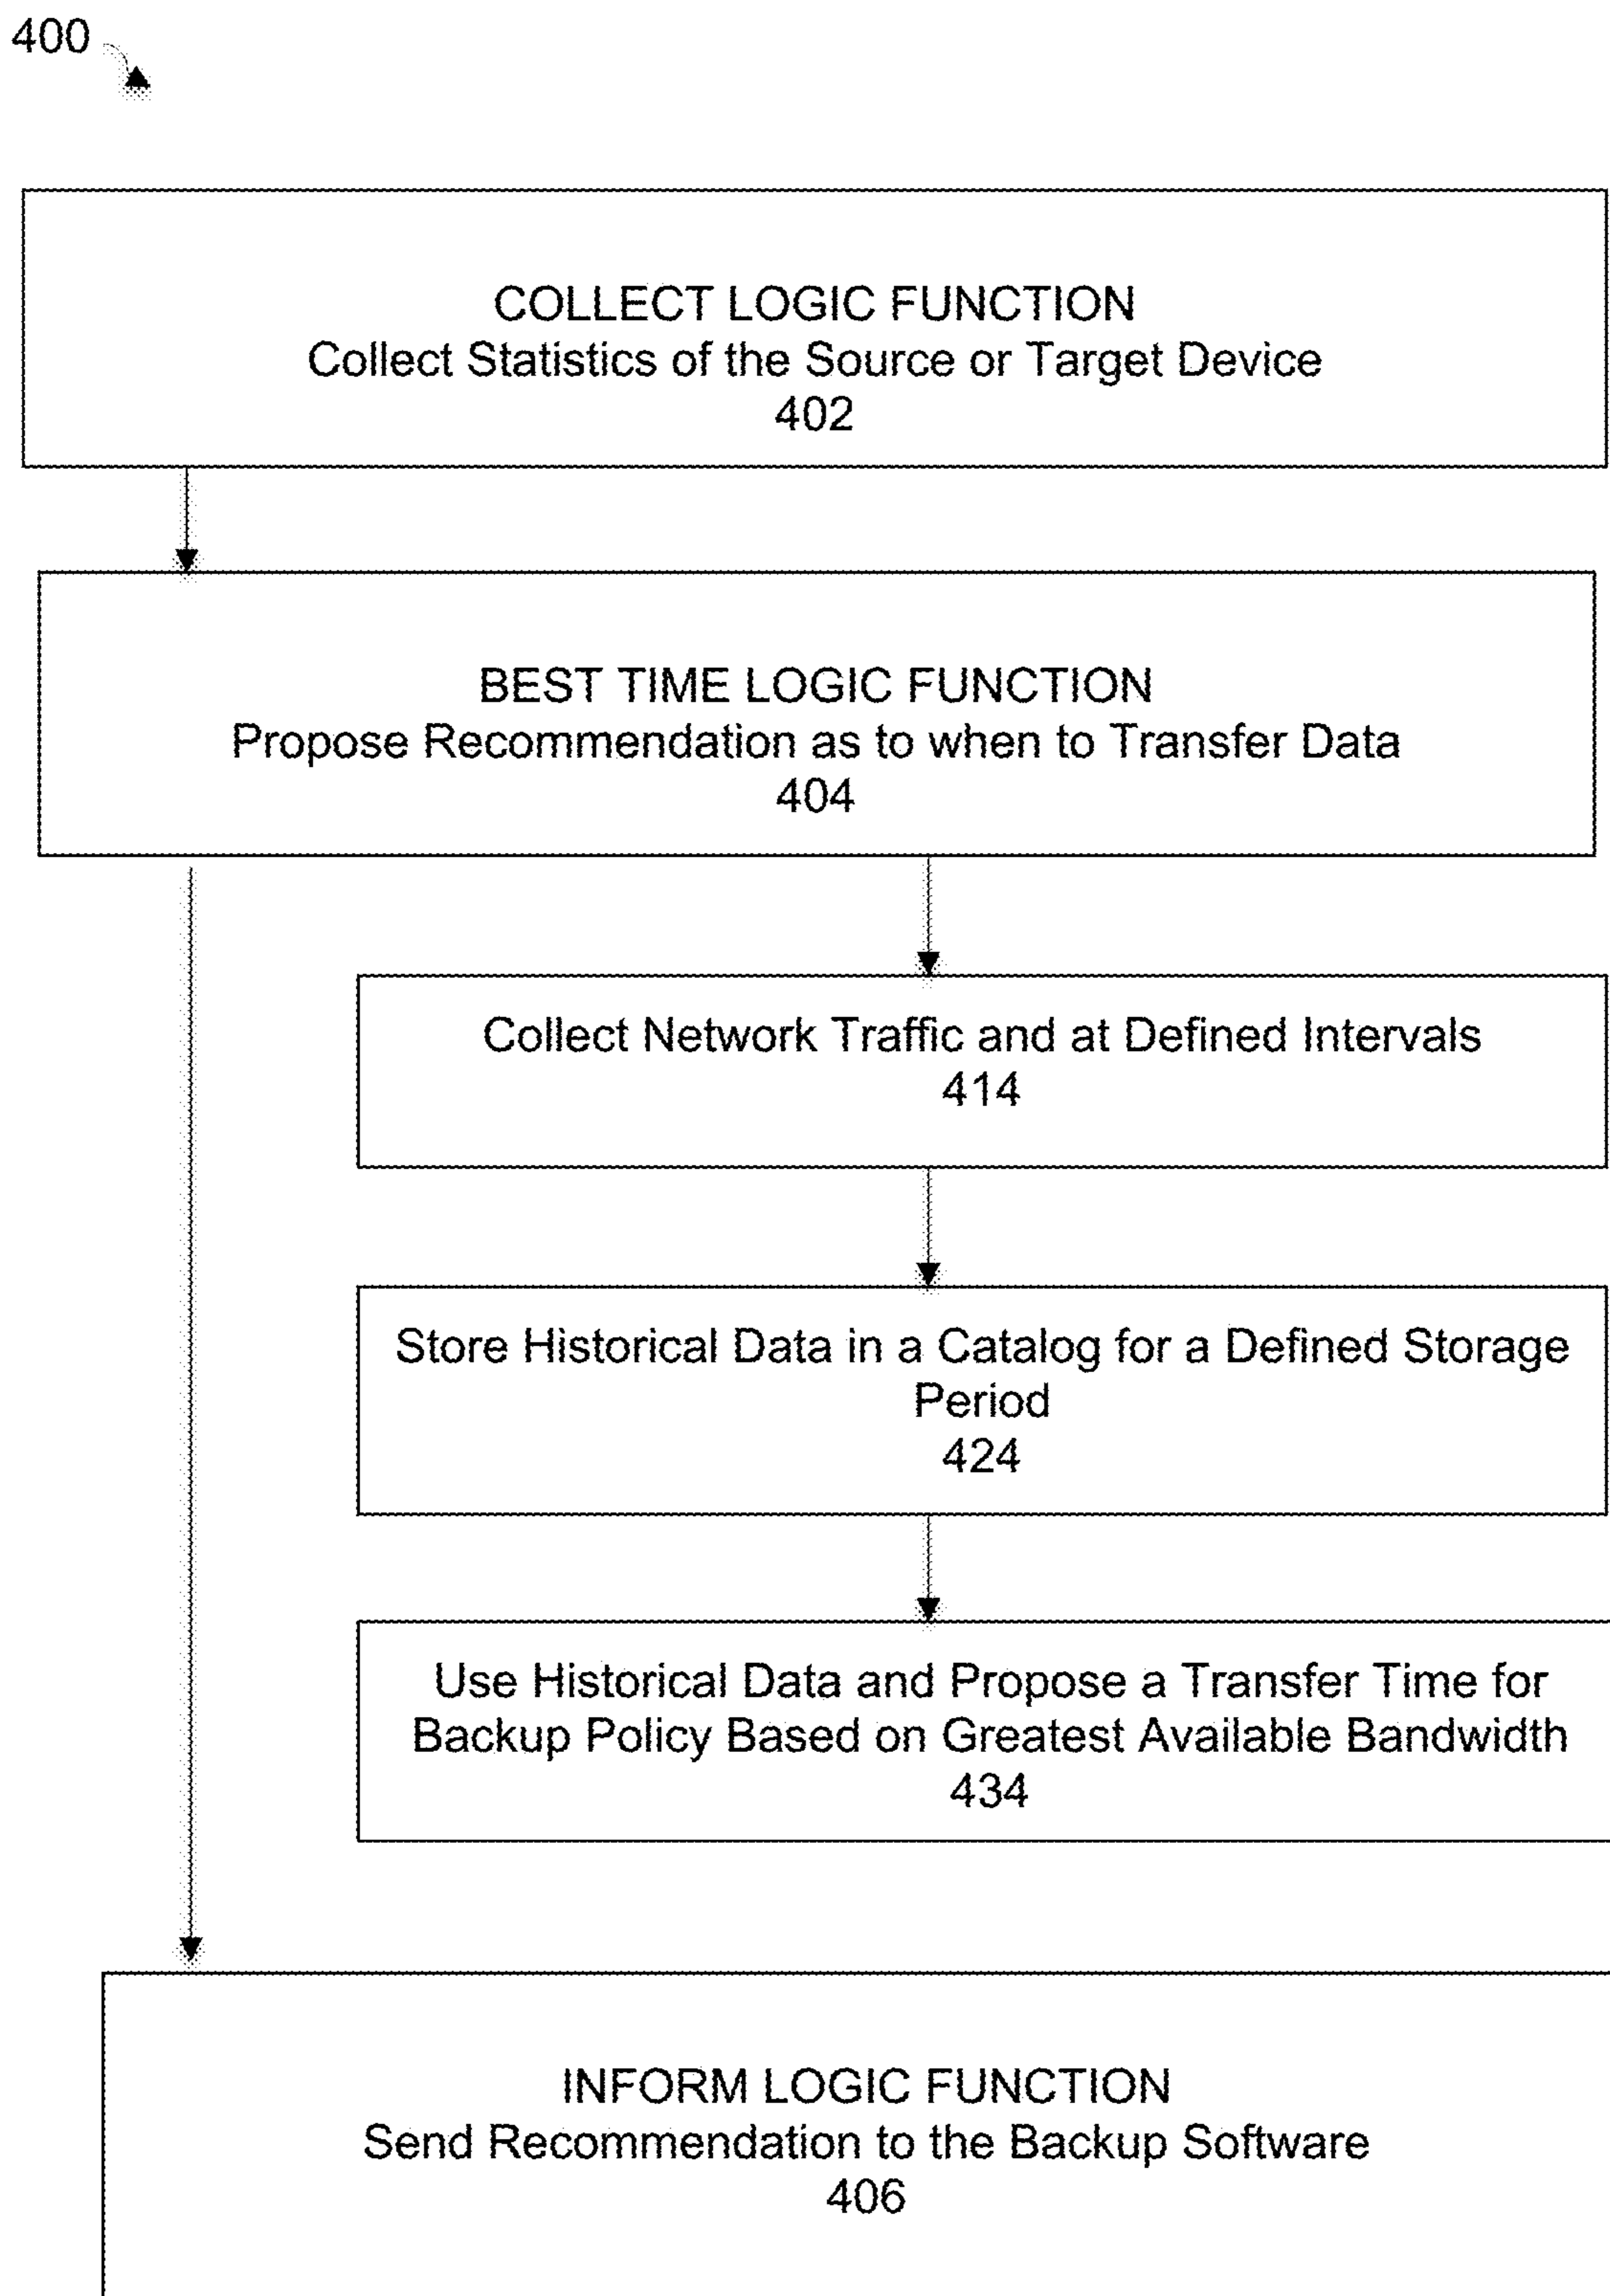 400
COLLECT LOGIC FUNCTION
Collect Statistics of the Source or Target Device
402
BEST TIME LOGIC FUNCTION
Propose Recommendation as to when to Transfer Data
404
Collect Network Traffic and at Defined Intervals
414
Store Historical Data in a Catalog for a Defined Storage
Period
424
Use Historical Data and Propose a Transfer Time for
Backup Policy Based on Greatest Available Bandwidth
434
INFORM LOGIC FUNCTION
Send Recommendation to the Backup Software
406